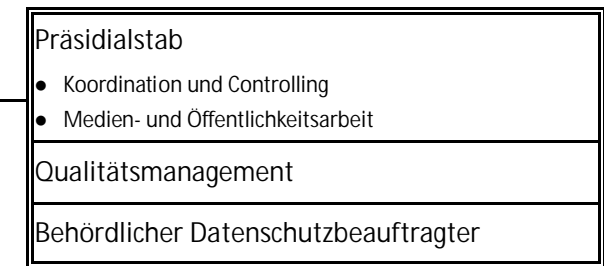 Präsidialstab
● Koordination und Controlling
● Medien- und Öffentlichkeitsarbeit
Qualitätsmanagement
Behördlicher Datenschutzbeauftragter